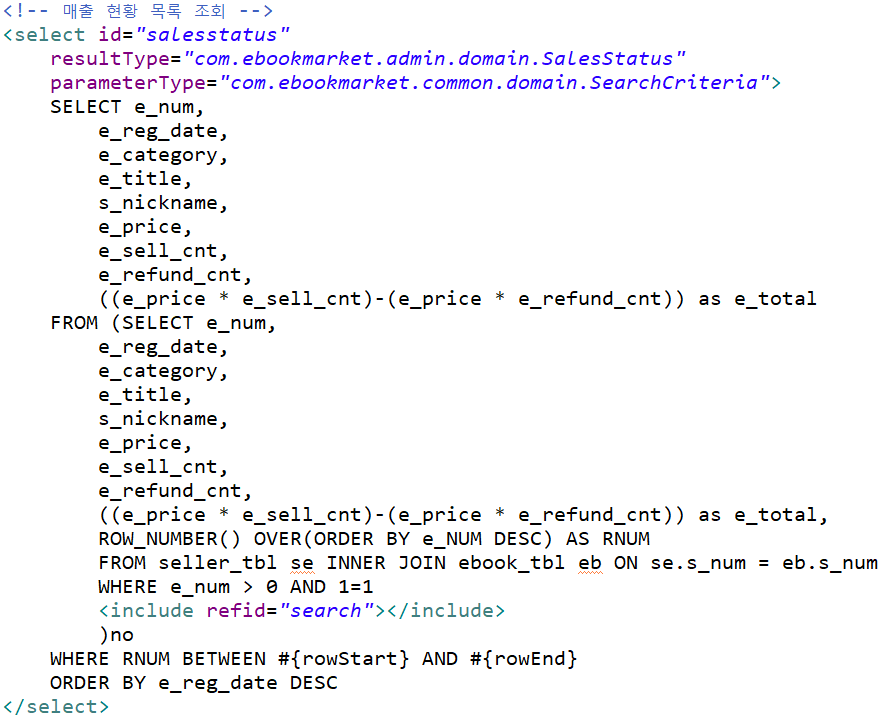 <!-- 매출 현황 목록 조회 -->
<select id="salesstatus"
    resultType="com.ebookmarket.admin.domain.SalesStatus"
    parameterType="com.ebookmarket.common.domain.SearchCriteria">
    SELECT e_num,
        e_reg_date,
        e_category,
        e_title,
        s_nickname,
        e_price,
        e_sell_cnt,
        e_refund_cnt,
        ((e_price * e_sell_cnt)-(e_price * e_refund_cnt)) as e_total
    FROM (SELECT e_num,
        e_reg_date,
        e_category,
        e_title,
        s_nickname,
        e_price,
        e_sell_cnt,
        e_refund_cnt,
        ((e_price * e_sell_cnt)-(e_price * e_refund_cnt)) as e_total,
        ROW_NUMBER() OVER(ORDER BY e_NUM DESC) AS RNUM
        FROM seller_tbl se INNER JOIN ebook_tbl eb ON se.s_num = eb.s_num
        WHERE e_num > 0 AND 1=1
        <include refid="search"></include>
        )no
    WHERE RNUM BETWEEN #{rowStart} AND #{rowEnd}
    ORDER BY e_reg_date DESC
</select>